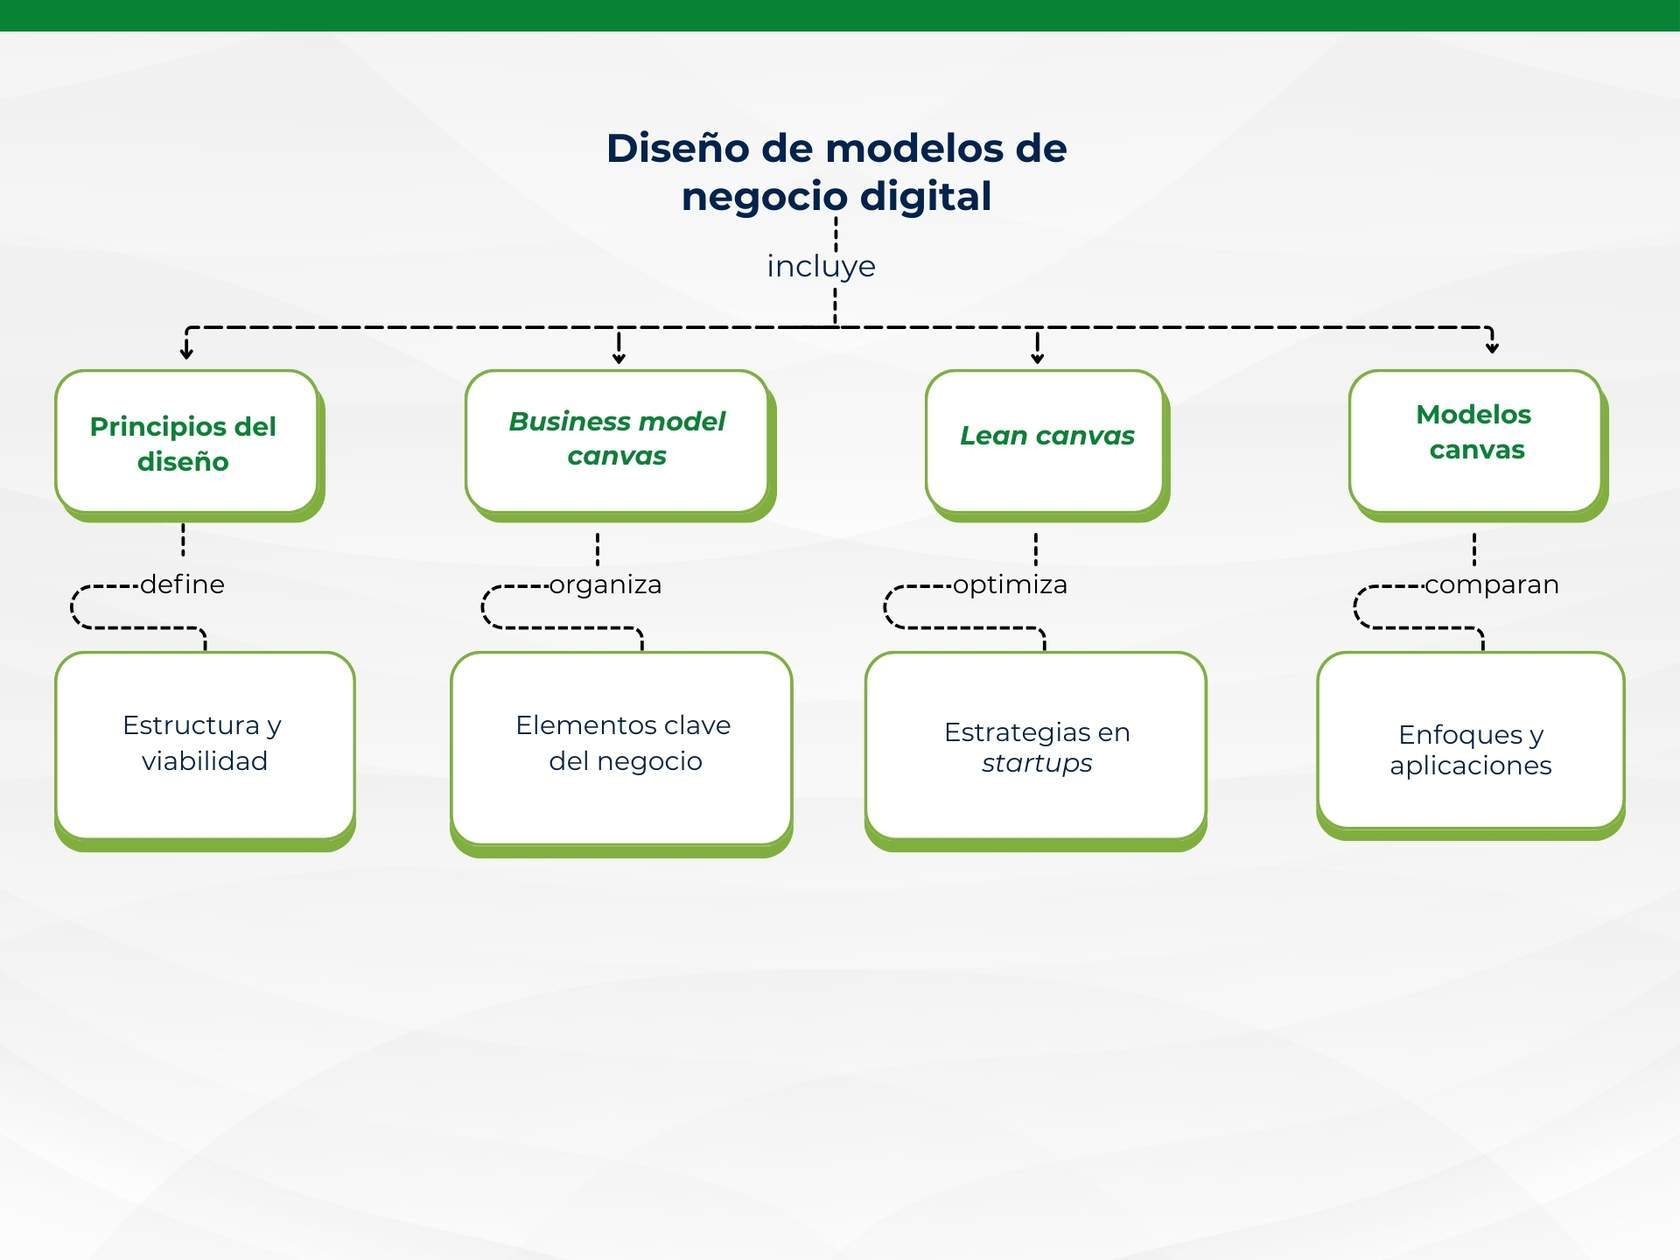 Diseño de modelos de
negocio digital
incluye
Principios del
diseño
Business model
canvas
Lean canvas
Modelos
canvas
define
organiza
optimiza
comparan
Estructura y
viabilidad
Elementos clave
del negocio
Estrategias en
startups
Enfoques y
aplicaciones